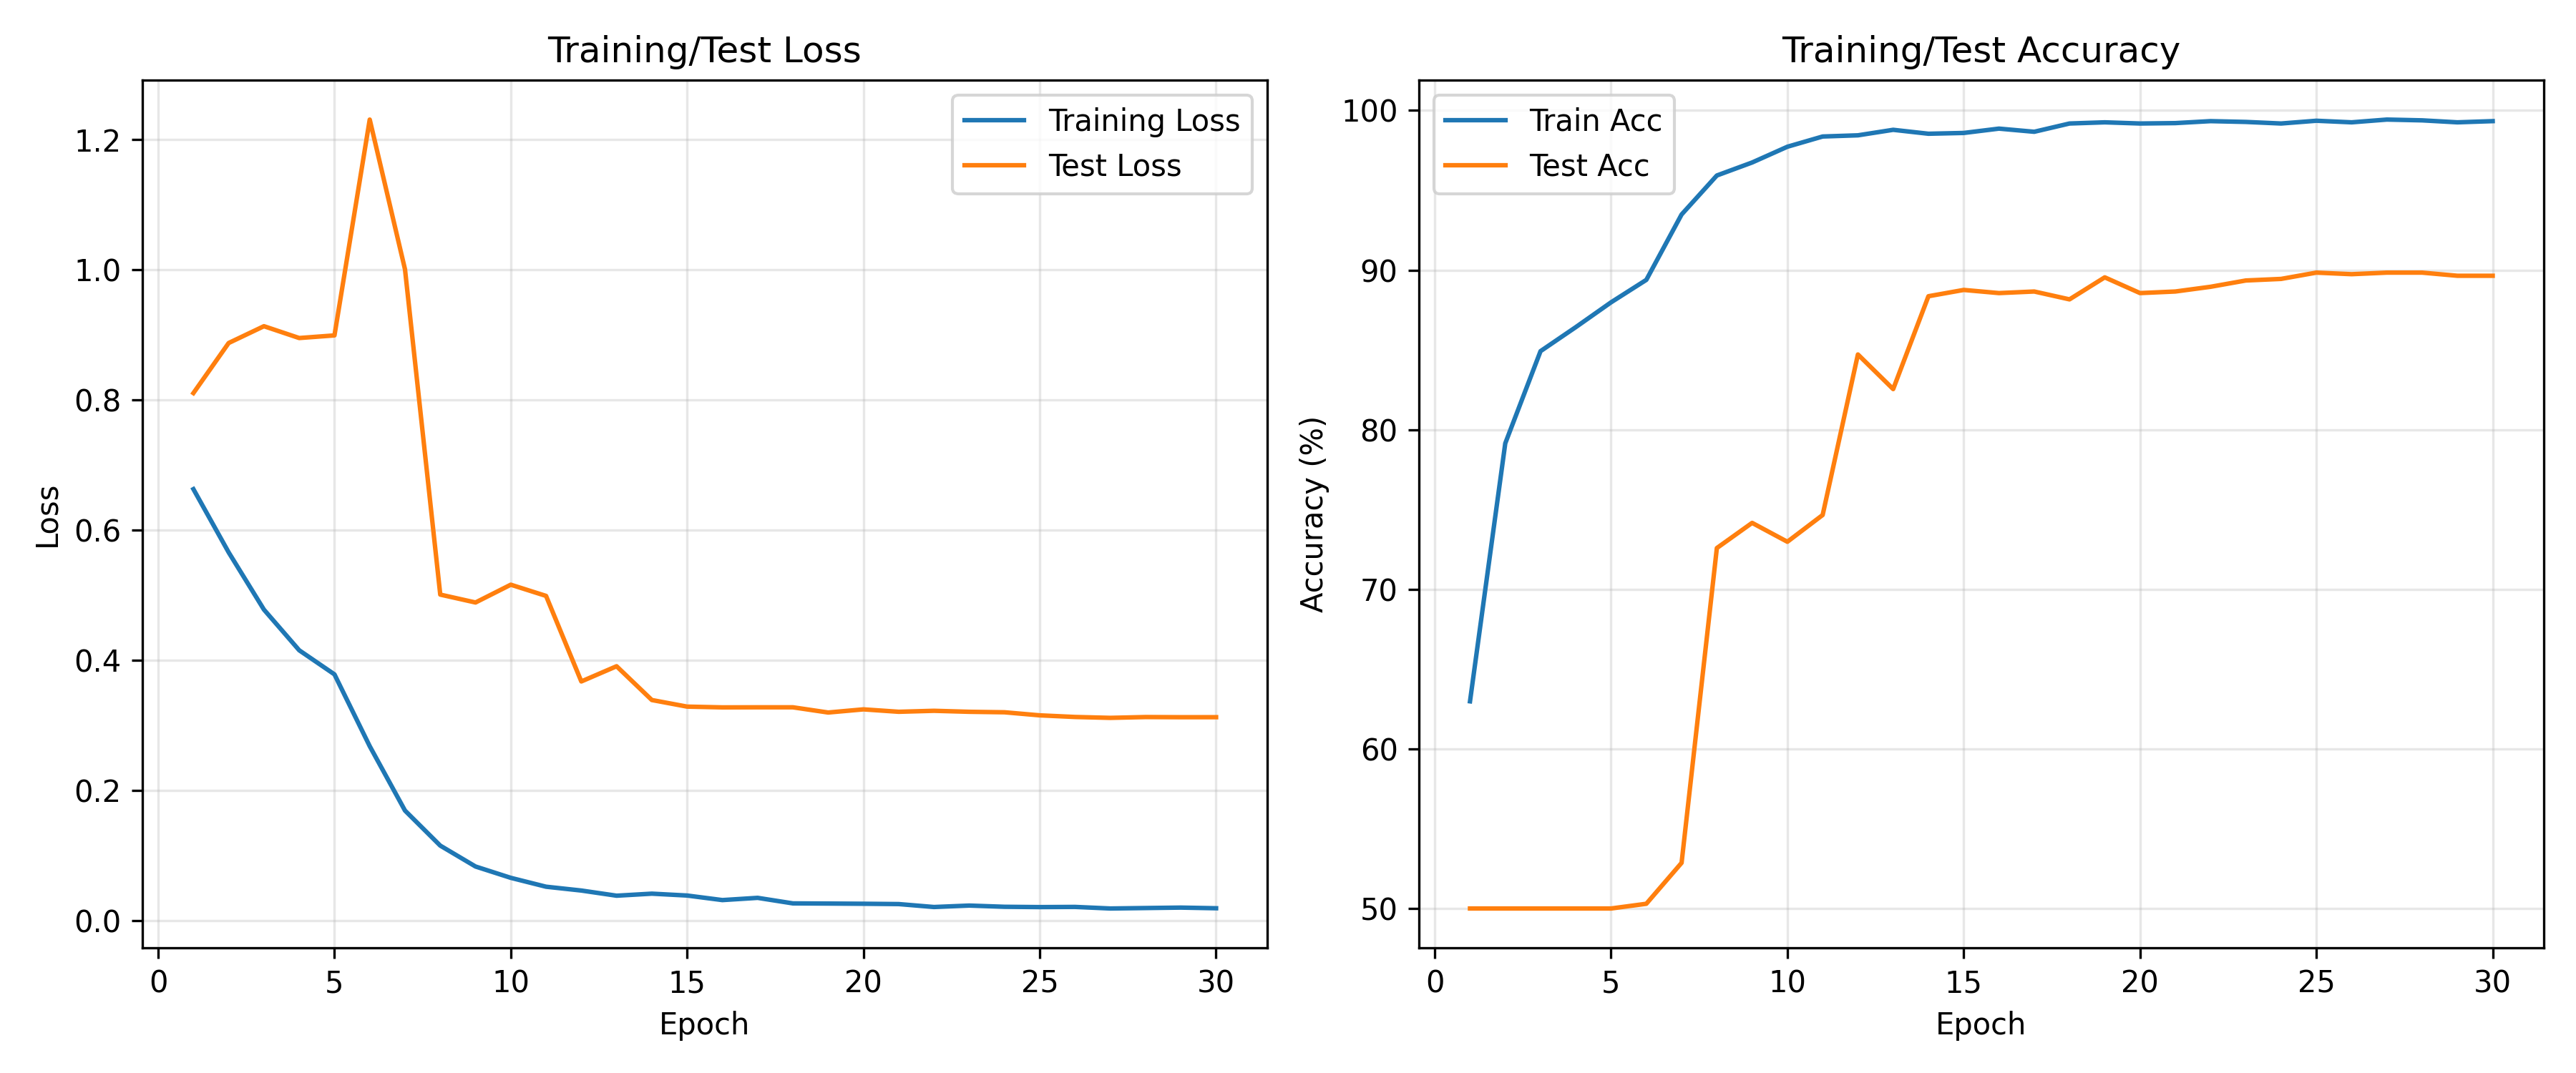 Training/Test Loss
Training Loss
Test Loss
1.2
1.0
0.8
0.6
0.4
0.2
0.0
Loss
0 5 10 15 20 25 30
Epoch
Training/Test Accuracy
Train Acc
Test Acc
100
90
80
70
60
50
Accuracy (%)
0 5 10 15 20 25 30
Epoch